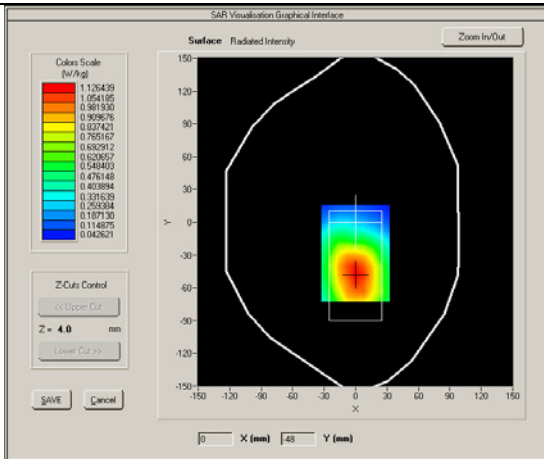 SAR Visualisation Graphical Interface
Surface Radiated Intensity
Zoom In/Out
Colors Scale
(W/kg)
1.126439
1.054185
0.981930
0.909676
0.837421
0.765167
0.692912
0.620657
0.548403
0.476148
0.403894
0.331639
0.259384
0.187130
0.114875
0.042621
Z-Cuts Control
<< Upper Cut
Z = 4.0 mm
Lower Cut >>
SAVE Cancel
150
120
90
60
30
0
-30
-60
-90
-120
-150
Y
-150 -120 -90 -60 -30 0 30 60 90 120 150
X
0 X (mm) -48 Y (mm)